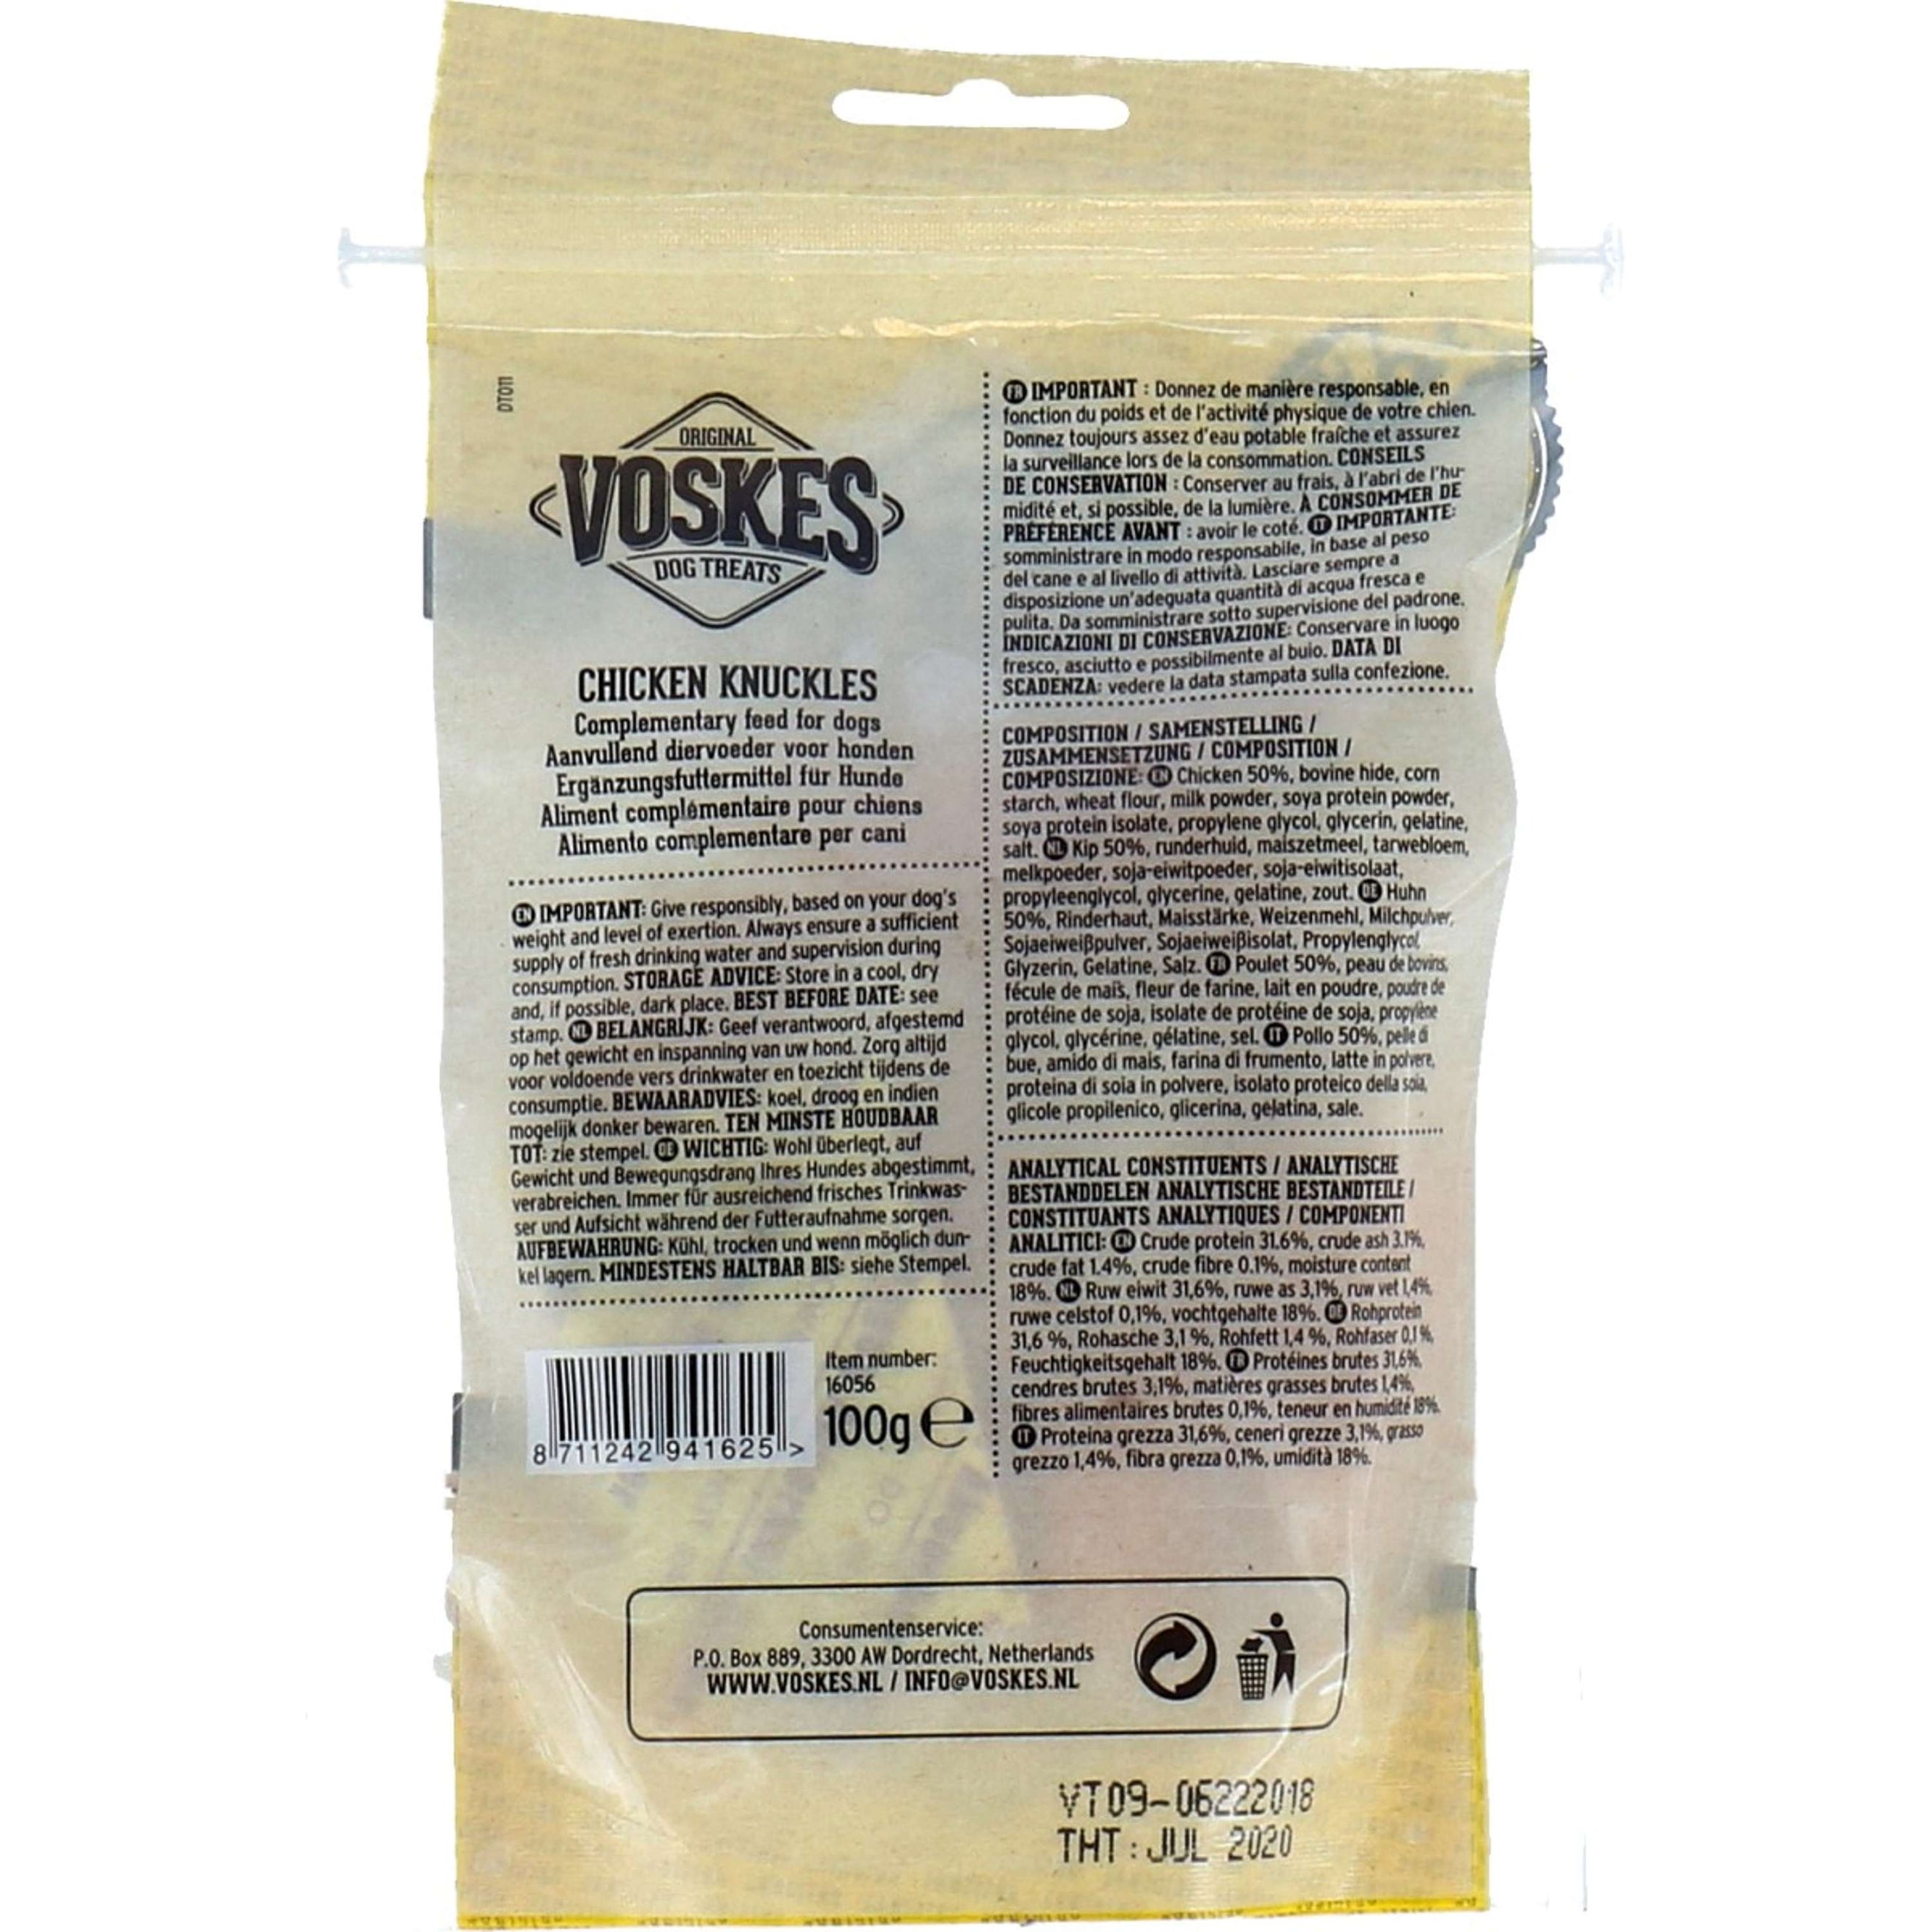 DT011
ORIGINAL
VOSKES
DOG TREATS
CHICKEN KNUCKLES
Complementary feed for dogs
Aanvullend diervoeder voor honden
Ergänzungsfuttermittel für Hunde
Aliment complémentaire pour chiens
Alimento complementare per cani
EN IMPORTANT: Give responsibly, based on your dog's
weight and level of exertion. Always ensure a sufficient
supply of fresh drinking water and supervision during
consumption. STORAGE ADVICE: Store in a cool, dry
and, if possible, dark place. BEST BEFORE DATE: see
stamp. NL BELANGRIJK: Geef verantwoord, afgestemd
op het gewicht en inspanning van uw hond. Zorg altijd
voor voldoende vers drinkwater en toezicht tijdens de
consumptie. BEWAARADVIES: koel, droog en indien
mogelijk donker bewaren. TEN MINSTE HOUDBAAR
TOT: zie stempel. DE WICHTIG: Wohl überlegt, auf
Gewicht und Bewegungsdrang Ihres Hundes abgestimmt,
verabreichen. Immer für ausreichend frisches Trinkwas-
ser und Aufsicht während der Futteraufnahme sorgen.
AUFBEWAHRUNG: Kühl, trocken und wenn möglich dun-
kel lagern. MINDESTENS HALTBAR BIS: siehe Stempel.
8 711242 941625 >
Item number:
16056
100g e
FR IMPORTANT : Donnez de manière responsable, en
fonction du poids et de l'activité physique de votre chien.
Donnez toujours assez d'eau potable fraîche et assurez
la surveillance lors de la consommation. CONSEILS
DE CONSERVATION : Conserver au frais, à l'abri de l'hu-
midité et, si possible, de la lumière. À CONSOMMER DE
PRÉFÉRENCE AVANT : avoir le coté. IT IMPORTANTE:
somministrare in modo responsabile, in base al peso
del cane e al livello di attività. Lasciare sempre a
disposizione un'adeguata quantità di acqua fresca e
pulita. Da somministrare sotto supervisione del padrone.
INDICAZIONI DI CONSERVAZIONE: Conservare in luogo
fresco, asciutto e possibilmente al buio. DATA DI
SCADENZA: vedere la data stampata sulla confezione.
COMPOSITION / SAMENSTELLING /
ZUSAMMENSETZUNG / COMPOSITION /
COMPOSIZIONE: EN Chicken 50%, bovine hide, corn
starch, wheat flour, milk powder, soya protein powder,
soya protein isolate, propylene glycol, glycerin, gelatine,
salt. NL Kip 50%, runderhuid, maiszetmeel, tarwebloem,
melkpoeder, soja-eiwitpoeder, soja-eiwitisolaat,
propyleenglycol, glycerine, gelatine, zout. DE Huhn
50%, Rinderhaut, Maisstärke, Weizenmehl, Milchpulver,
Sojaeiweißpulver, Sojaeiweißisolat, Propylenglycol,
Glyzerin, Gelatine, Salz. FR Poulet 50%, peau de bovins,
fécule de maïs, fleur de farine, lait en poudre, poudre de
protéine de soja, isolate de protéine de soja, propylène
glycol, glycérine, gélatine, sel. IT Pollo 50%, pelle di
bue, amido di mais, farina di frumento, latte in polvere,
proteina di soia in polvere, isolato proteico della soia,
glicole propilenico, glicerina, gelatina, sale.
ANALYTICAL CONSTITUENTS / ANALYTISCHE
BESTANDDELEN ANALYTISCHE BESTANDTEILE /
CONSTITUANTS ANALYTIQUES / COMPONENTI
ANALITICI: EN Crude protein 31.6%, crude ash 3.1%,
crude fat 1.4%, crude fibre 0.1%, moisture content
18%. NL Ruw eiwit 31,6%, ruwe as 3,1%, ruw vet 1,4%,
ruwe celstof 0,1%, vochtgehalte 18%. DE Rohprotein
31,6 %, Rohasche 3,1 %, Rohfett 1,4 %, Rohfaser 0,1 %,
Feuchtigkeitsgehalt 18%. FR Protéines brutes 31,6%,
cendres brutes 3,1%, matières grasses brutes 1,4%,
fibres alimentaires brutes 0,1%, teneur en humidité 18%.
IT Proteina grezza 31,6%, ceneri grezze 3,1%, grasso
grezzo 1,4%, fibra grezza 0,1%, umidità 18%.
Consumentenservice:
P.O. Box 889, 3300 AW Dordrecht, Netherlands
WWW.VOSKES.NL / INFO@VOSKES.NL
VT09-06222018
THT : JUL 2020